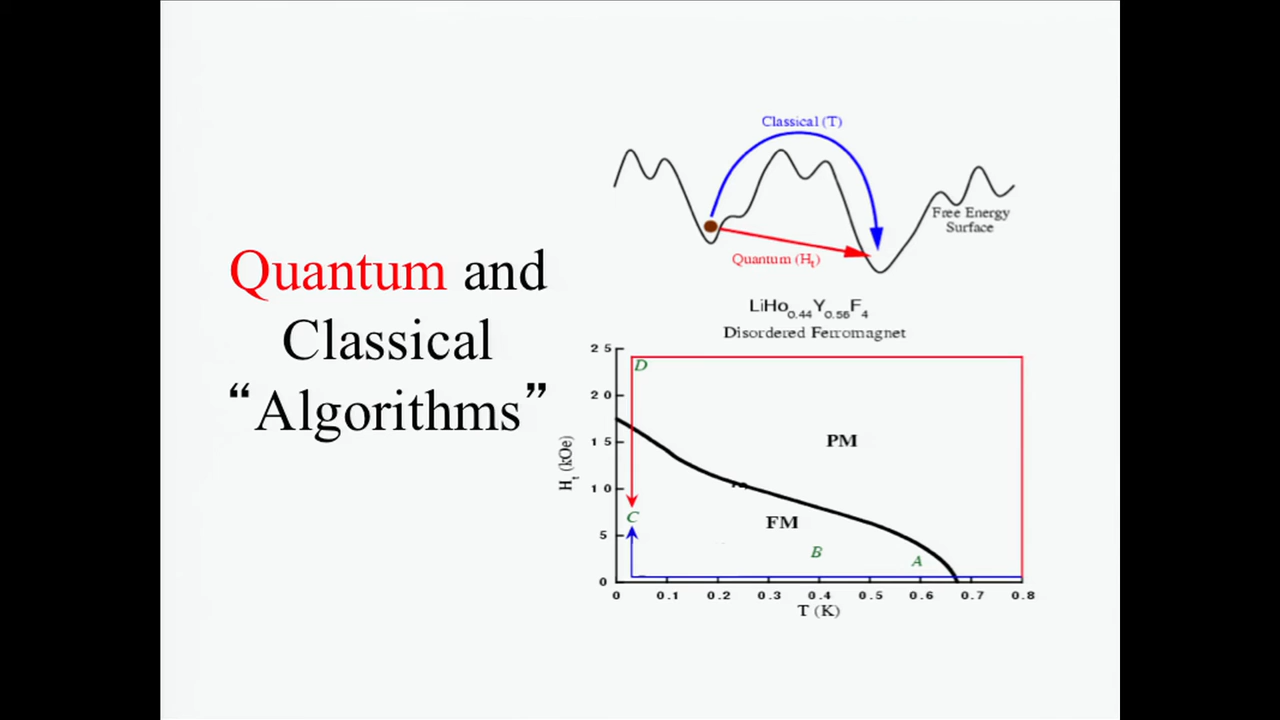 Quantum and
Classical
“Algorithms”
Classical (T)
Free Energy
Surface
Quantum (Ht)
LiHo0.44Y0.56F4
Disordered Ferromagnet
25
20
15
10
5
0
Ht (kOe)
D
PM
C
FM
B
A
0 0.1 0.2 0.3 0.4 0.5 0.6 0.7 0.8
T (K)